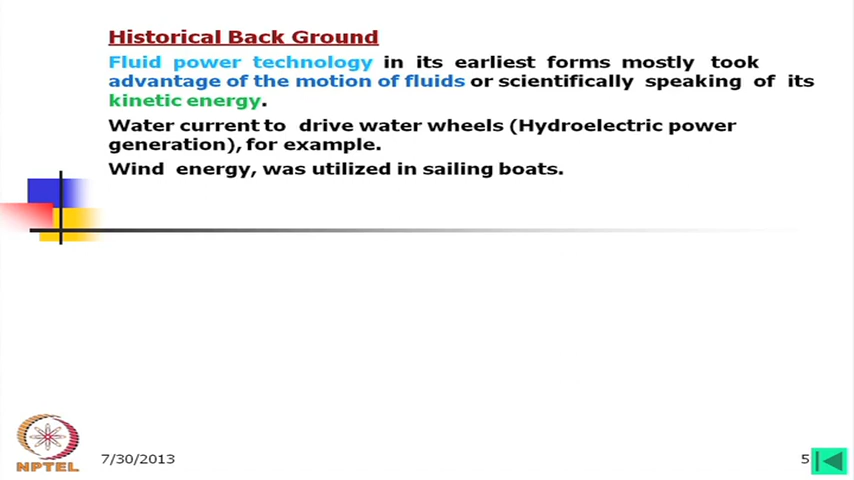 Historical Back Ground
Fluid power technology in its earliest forms mostly took
advantage of the motion of fluids or scientifically speaking of its
kinetic energy.
Water current to drive water wheels (Hydroelectric power
generation), for example.
Wind energy, was utilized in sailing boats.
NPTEL
7/30/2013
5